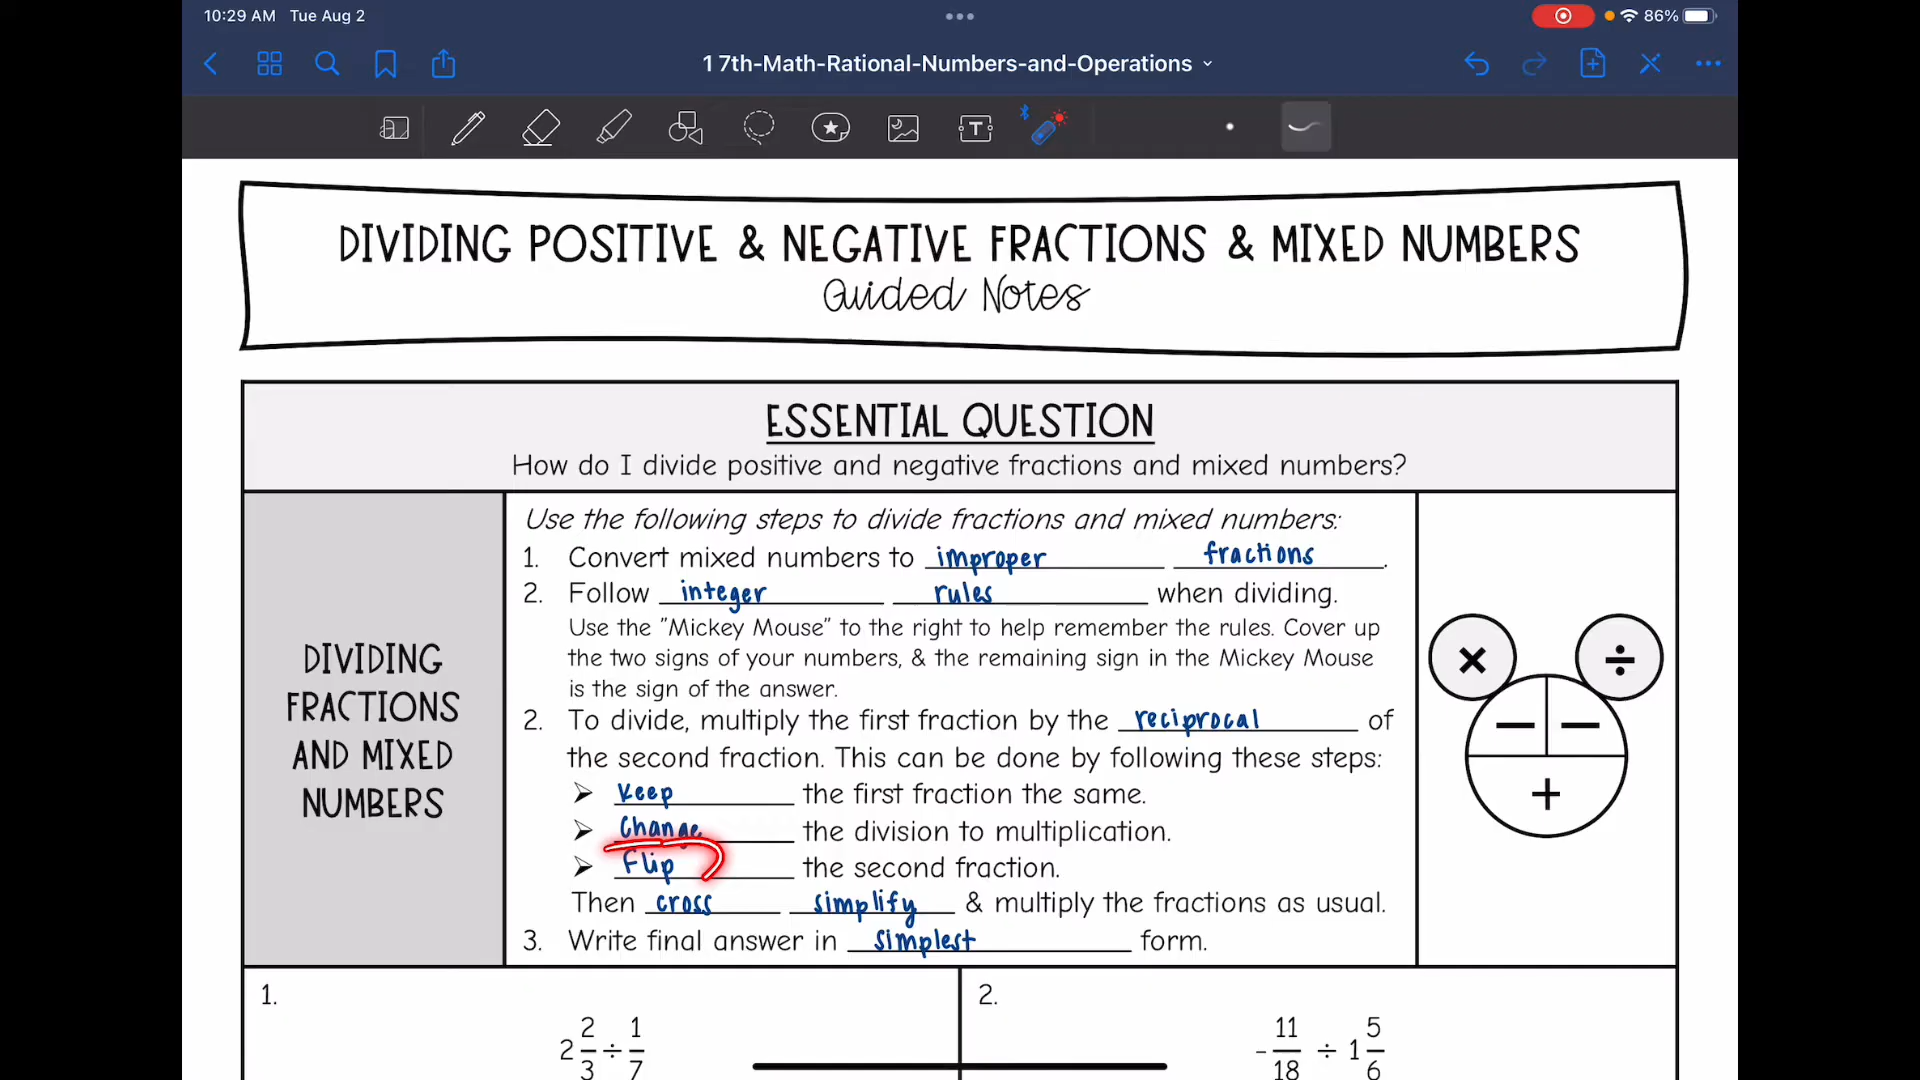 10:29 AM Tue Aug 2
86%
1 7th-Math-Rational-Numbers-and-Operations
T
DIVIDING POSITIVE & NEGATIVE FRACTIONS & MIXED NUMBERS
Guided Notes
ESSENTIAL QUESTION
How do I divide positive and negative fractions and mixed numbers?
DIVIDING
FRACTIONS
AND MIXED
NUMBERS
Use the following steps to divide fractions and mixed numbers:
1. Convert mixed numbers to improper fractions.
2. Follow integer rules when dividing.
Use the "Mickey Mouse" to the right to help remember the rules. Cover up
the two signs of your numbers, & the remaining sign in the Mickey Mouse
is the sign of the answer.
2. To divide, multiply the first fraction by the reciprocal of
the second fraction. This can be done by following these steps:
➢ Keep the first fraction the same.
➢ Change the division to multiplication.
➢ Flip the second fraction.
Then cross simplify & multiply the fractions as usual.
3. Write final answer in simplest form.
× ÷
− −
+
1.
2 2/3 ÷ 1/7
2.
- 11/18 ÷ 1 5/6